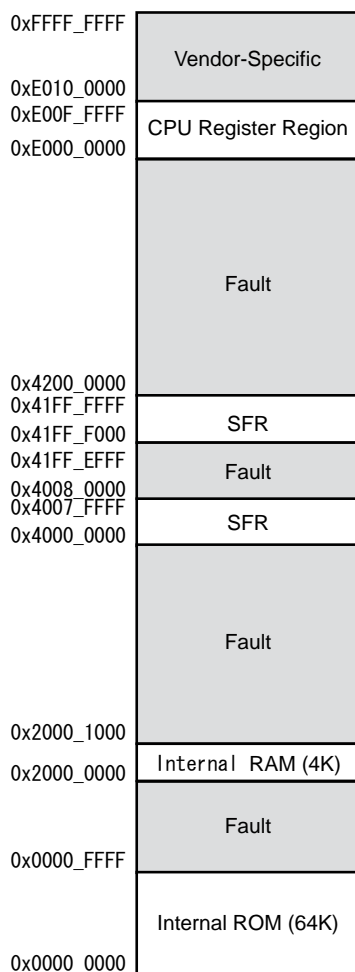 0xFFFF_FFFF
Vendor-Specific
0xE010_0000
0xE00F_FFFF
CPU Register Region
0xE000_0000
Fault
0x4200_0000
0x41FF_FFFF
SFR
0x41FF_F000
0x41FF_EFFF
Fault
0x4008_0000
0x4007_FFFF
SFR
0x4000_0000
Fault
0x2000_1000
Internal RAM (4K)
0x2000_0000
Fault
0x0000_FFFF
Internal ROM (64K)
0x0000_0000